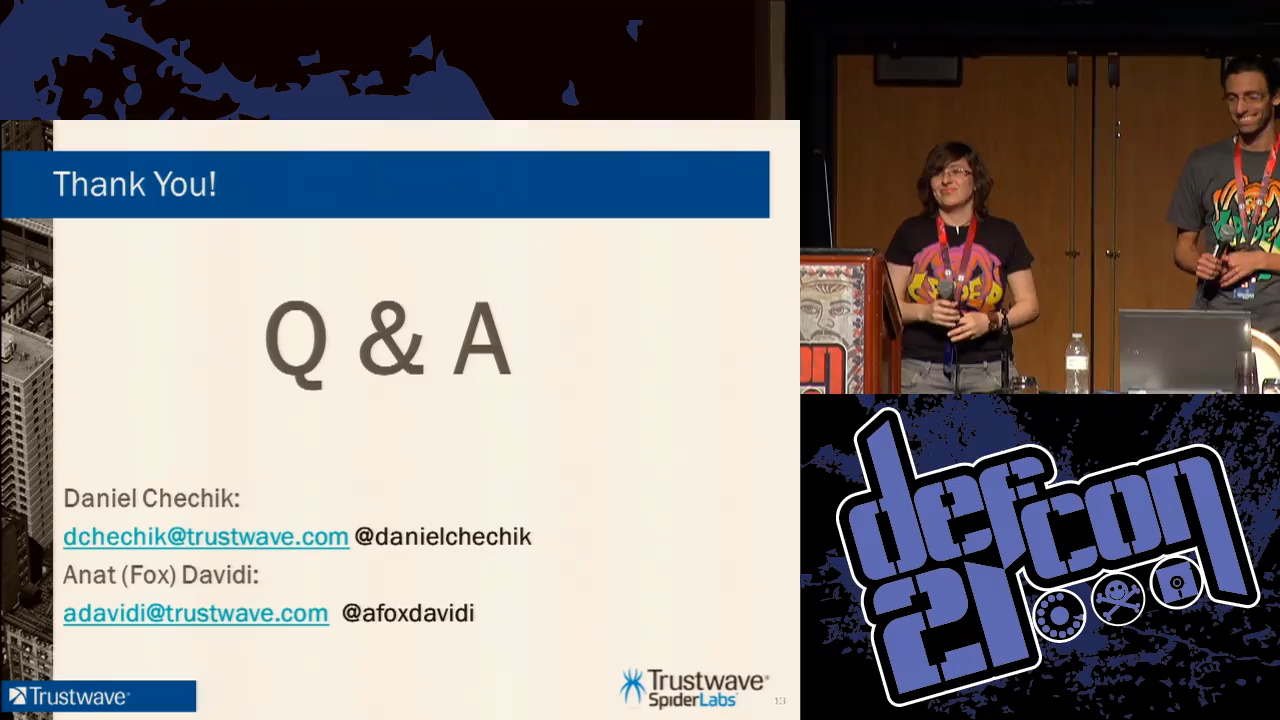 Thank You!
Q & A
Daniel Chechik:
dchechik@trustwave.com @danielchechik
Anat (Fox) Davidi:
adavidi@trustwave.com @afoxdavidi
Trustwave®
Trustwave®
SpiderLabs
13
defcon
21